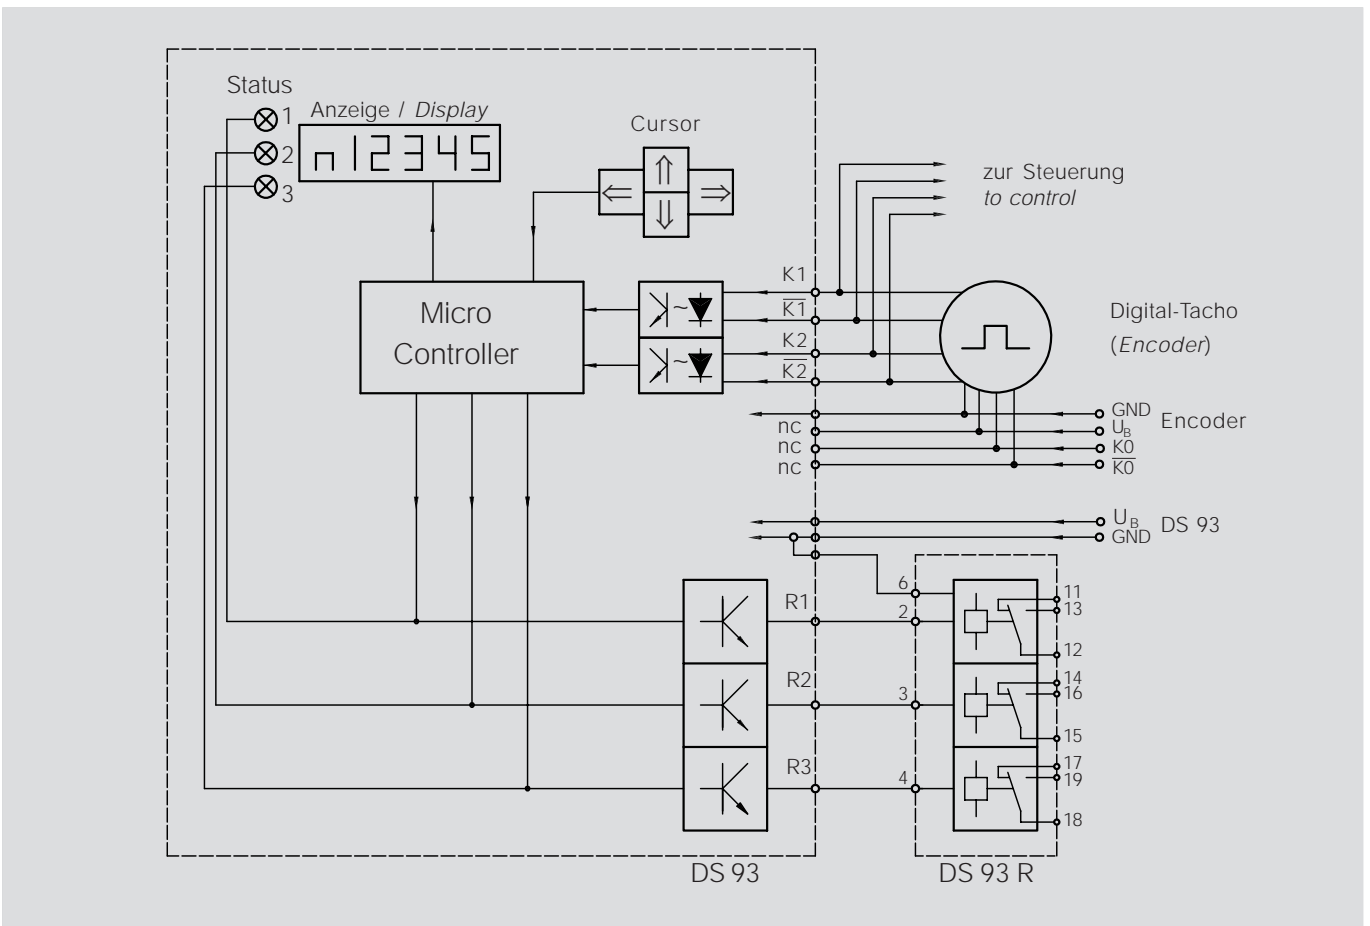 Status
1
Anzeige / Display
n12345
2
3
Cursor
zur Steuerung
to control
Micro
Controller
K1
K1̅
K2
K2̅
Digital-Tacho
(Encoder)
GND
Encoder
nc
UB
nc
K0
nc
K0̅
UB
DS 93
GND
6
R1
2
11
13
12
R2
3
14
16
15
R3
4
17
19
18
DS 93
DS 93 R